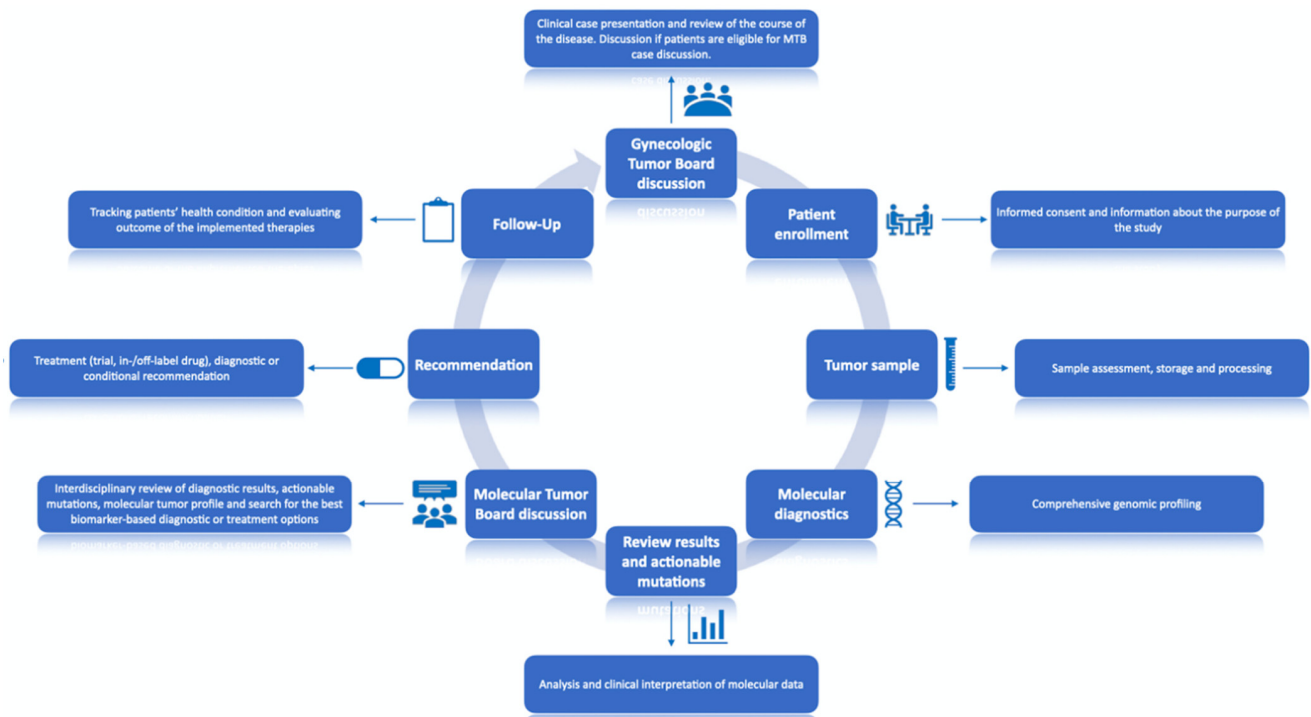 Clinical case presentation and review of the course of
the disease. Discussion if patients are eligible for MTB
case discussion.
Gynecologic
Tumor Board
discussion
Patient
enrollment
Informed consent and information about the purpose of
the study
Tumor sample
Sample assessment, storage and processing
Molecular
diagnostics
Comprehensive genomic profiling
Review results
and actionable
mutations
Analysis and clinical interpretation of molecular data
Molecular Tumor
Board discussion
Interdisciplinary review of diagnostic results, actionable
mutations, molecular tumor profile and search for the best
biomarker-based diagnostic or treatment options
Recommendation
Treatment (trial, in-/off-label drug), diagnostic or
conditional recommendation
Follow-Up
Tracking patients' health condition and evaluating
outcome of the implemented therapies